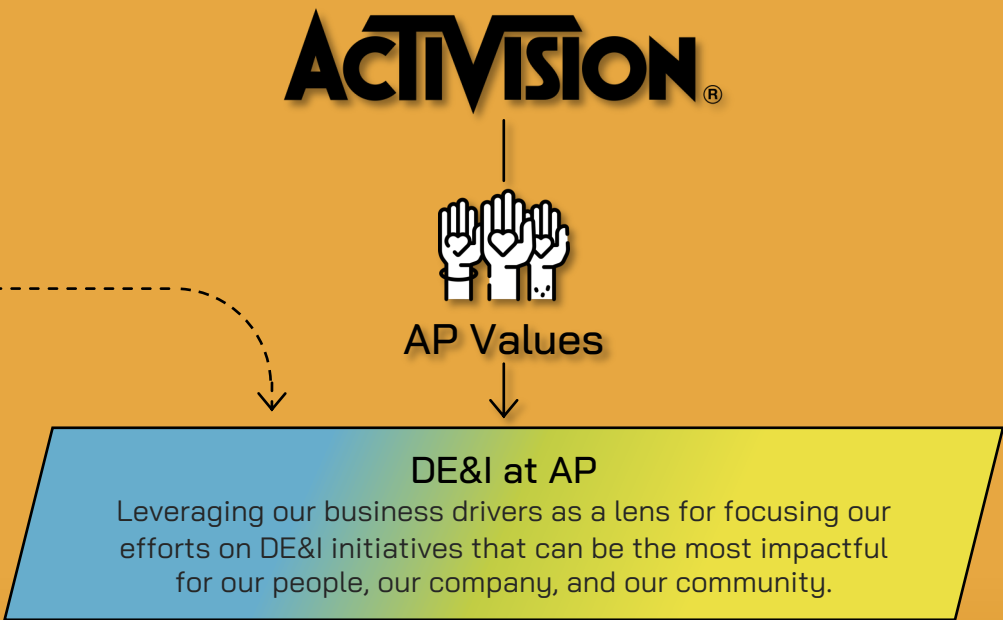 ACTIVISION®
AP Values
DE&I at AP
Leveraging our business drivers as a lens for focusing our
efforts on DE&I initiatives that can be the most impactful
for our people, our company, and our community.